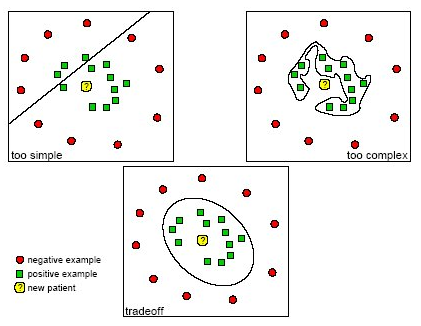 ?
too simple
?
too complex
?
negative example
positive example
? new patient
tradeoff